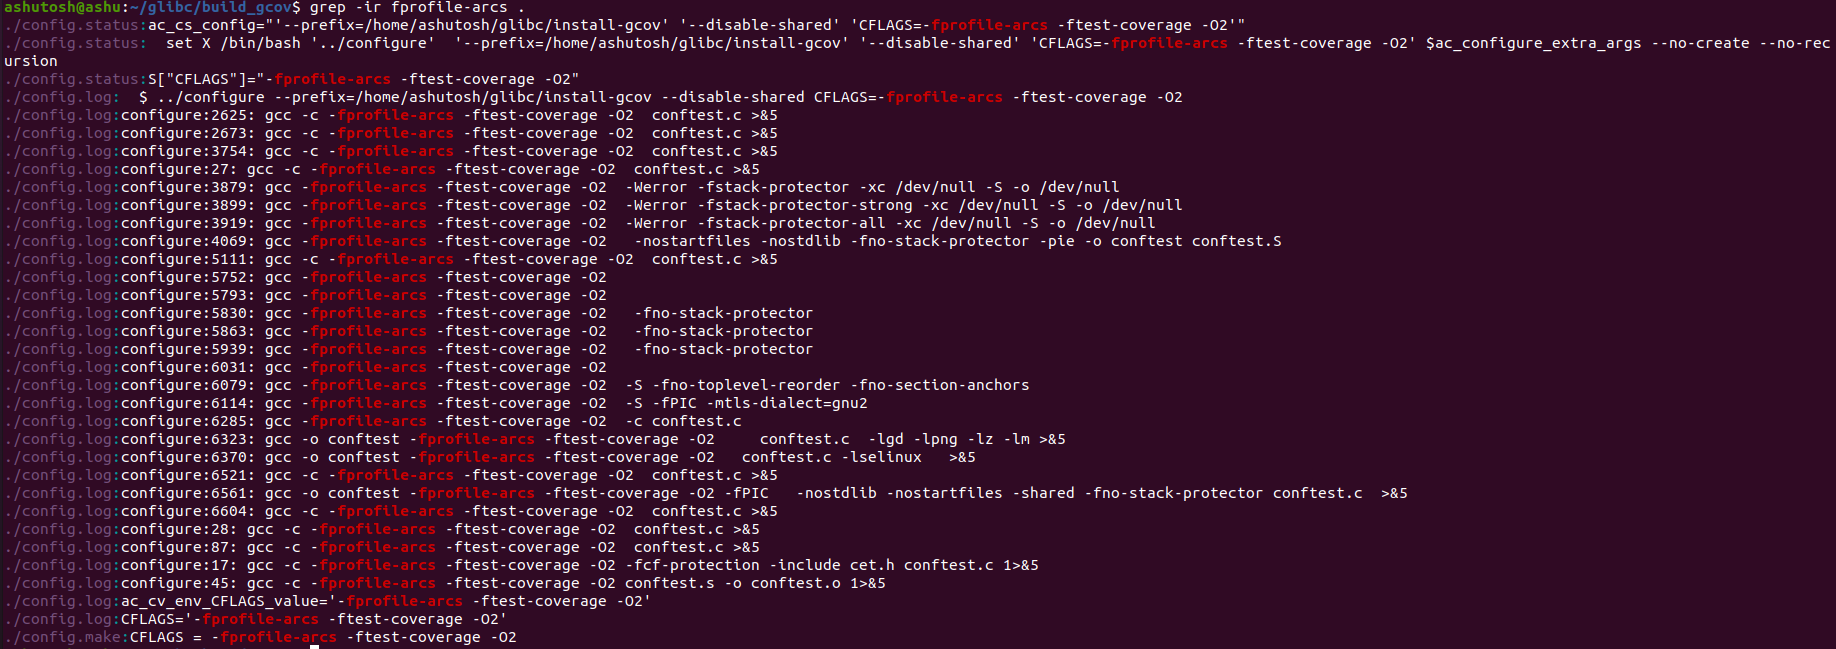 ashutosh@ashu:~/glibc/build_gcov$ grep -ir fprofile-arcs .
./config.status:ac_cs_config="'--prefix=/home/ashutosh/glibc/install-gcov' '--disable-shared' 'CFLAGS=-fprofile-arcs -ftest-coverage -O2'"
./config.status:  set X /bin/bash '../configure'  '--prefix=/home/ashutosh/glibc/install-gcov' '--disable-shared' 'CFLAGS=-fprofile-arcs -ftest-coverage -O2' $ac_configure_extra_args --no-create --no-rec
ursion
./config.status:S["CFLAGS"]="-fprofile-arcs -ftest-coverage -O2"
./config.log:  $ ../configure --prefix=/home/ashutosh/glibc/install-gcov --disable-shared CFLAGS=-fprofile-arcs -ftest-coverage -O2
./config.log:configure:2625: gcc -c -fprofile-arcs -ftest-coverage -O2  conftest.c >&5
./config.log:configure:2673: gcc -c -fprofile-arcs -ftest-coverage -O2  conftest.c >&5
./config.log:configure:3754: gcc -c -fprofile-arcs -ftest-coverage -O2  conftest.c >&5
./config.log:configure:27: gcc -c -fprofile-arcs -ftest-coverage -O2  conftest.c >&5
./config.log:configure:3879: gcc -fprofile-arcs -ftest-coverage -O2  -Werror -fstack-protector -xc /dev/null -S -o /dev/null
./config.log:configure:3899: gcc -fprofile-arcs -ftest-coverage -O2  -Werror -fstack-protector-strong -xc /dev/null -S -o /dev/null
./config.log:configure:3919: gcc -fprofile-arcs -ftest-coverage -O2  -Werror -fstack-protector-all -xc /dev/null -S -o /dev/null
./config.log:configure:4069: gcc -fprofile-arcs -ftest-coverage -O2   -nostartfiles -nostdlib -fno-stack-protector -pie -o conftest conftest.S
./config.log:configure:5111: gcc -c -fprofile-arcs -ftest-coverage -O2  conftest.c >&5
./config.log:configure:5752: gcc -fprofile-arcs -ftest-coverage -O2
./config.log:configure:5793: gcc -fprofile-arcs -ftest-coverage -O2
./config.log:configure:5830: gcc -fprofile-arcs -ftest-coverage -O2   -fno-stack-protector
./config.log:configure:5863: gcc -fprofile-arcs -ftest-coverage -O2   -fno-stack-protector
./config.log:configure:5939: gcc -fprofile-arcs -ftest-coverage -O2   -fno-stack-protector
./config.log:configure:6031: gcc -fprofile-arcs -ftest-coverage -O2
./config.log:configure:6079: gcc -fprofile-arcs -ftest-coverage -O2  -S -fno-toplevel-reorder -fno-section-anchors
./config.log:configure:6114: gcc -fprofile-arcs -ftest-coverage -O2  -S -fPIC -mtls-dialect=gnu2
./config.log:configure:6285: gcc -fprofile-arcs -ftest-coverage -O2  -c conftest.c
./config.log:configure:6323: gcc -o conftest -fprofile-arcs -ftest-coverage -O2     conftest.c  -lgd -lpng -lz -lm >&5
./config.log:configure:6370: gcc -o conftest -fprofile-arcs -ftest-coverage -O2   conftest.c -lselinux   >&5
./config.log:configure:6521: gcc -c -fprofile-arcs -ftest-coverage -O2  conftest.c >&5
./config.log:configure:6561: gcc -o conftest -fprofile-arcs -ftest-coverage -O2 -fPIC   -nostdlib -nostartfiles -shared -fno-stack-protector conftest.c  >&5
./config.log:configure:6604: gcc -c -fprofile-arcs -ftest-coverage -O2  conftest.c >&5
./config.log:configure:28: gcc -c -fprofile-arcs -ftest-coverage -O2  conftest.c >&5
./config.log:configure:87: gcc -c -fprofile-arcs -ftest-coverage -O2  conftest.c >&5
./config.log:configure:17: gcc -c -fprofile-arcs -ftest-coverage -O2 -fcf-protection -include cet.h conftest.c 1>&5
./config.log:configure:45: gcc -c -fprofile-arcs -ftest-coverage -O2 conftest.s -o conftest.o 1>&5
./config.log:ac_cv_env_CFLAGS_value='-fprofile-arcs -ftest-coverage -O2'
./config.log:CFLAGS='-fprofile-arcs -ftest-coverage -O2'
./config.make:CFLAGS = -fprofile-arcs -ftest-coverage -O2